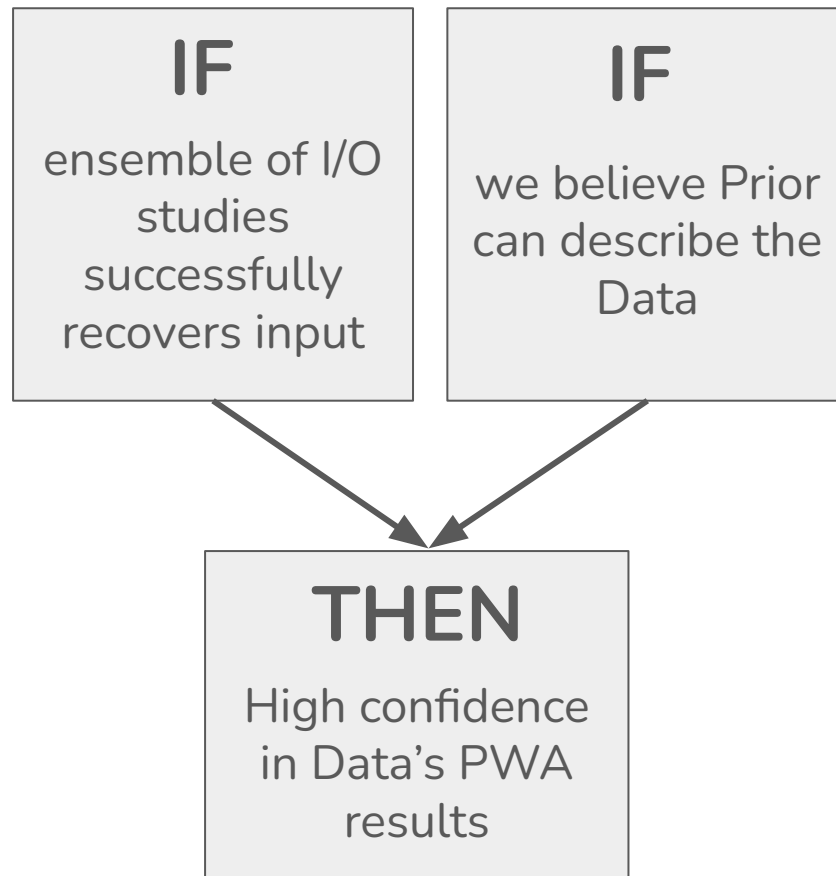 IF
ensemble of I/O
studies
successfully
recovers input
IF
we believe Prior
can describe the
Data
THEN
High confidence
in Data’s PWA
results